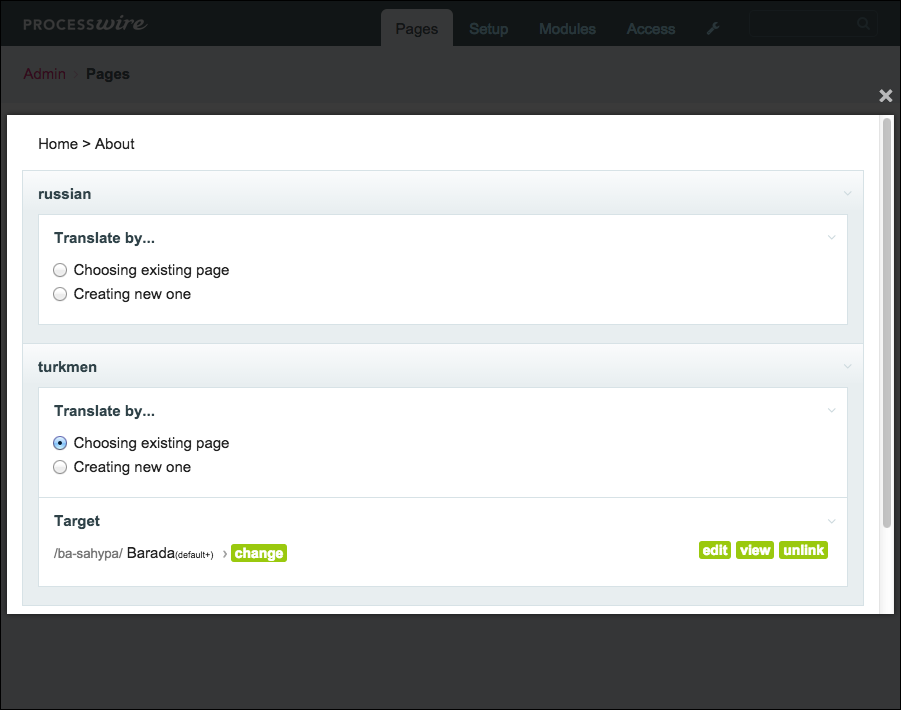 PROCESSwire
Pages Setup Modules Access
Admin › Pages
Home > About
russian
Translate by...
Choosing existing page
Creating new one
turkmen
Translate by...
Choosing existing page
Creating new one
Target
/ba-sahypa/ Barada(default+) › change edit view unlink